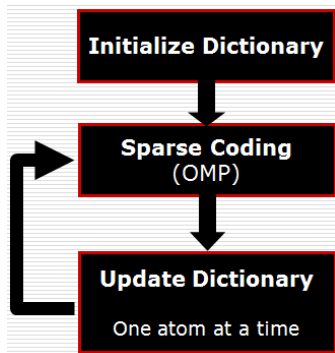 Initialize Dictionary
Sparse Coding
(OMP)
Update Dictionary
One atom at a time